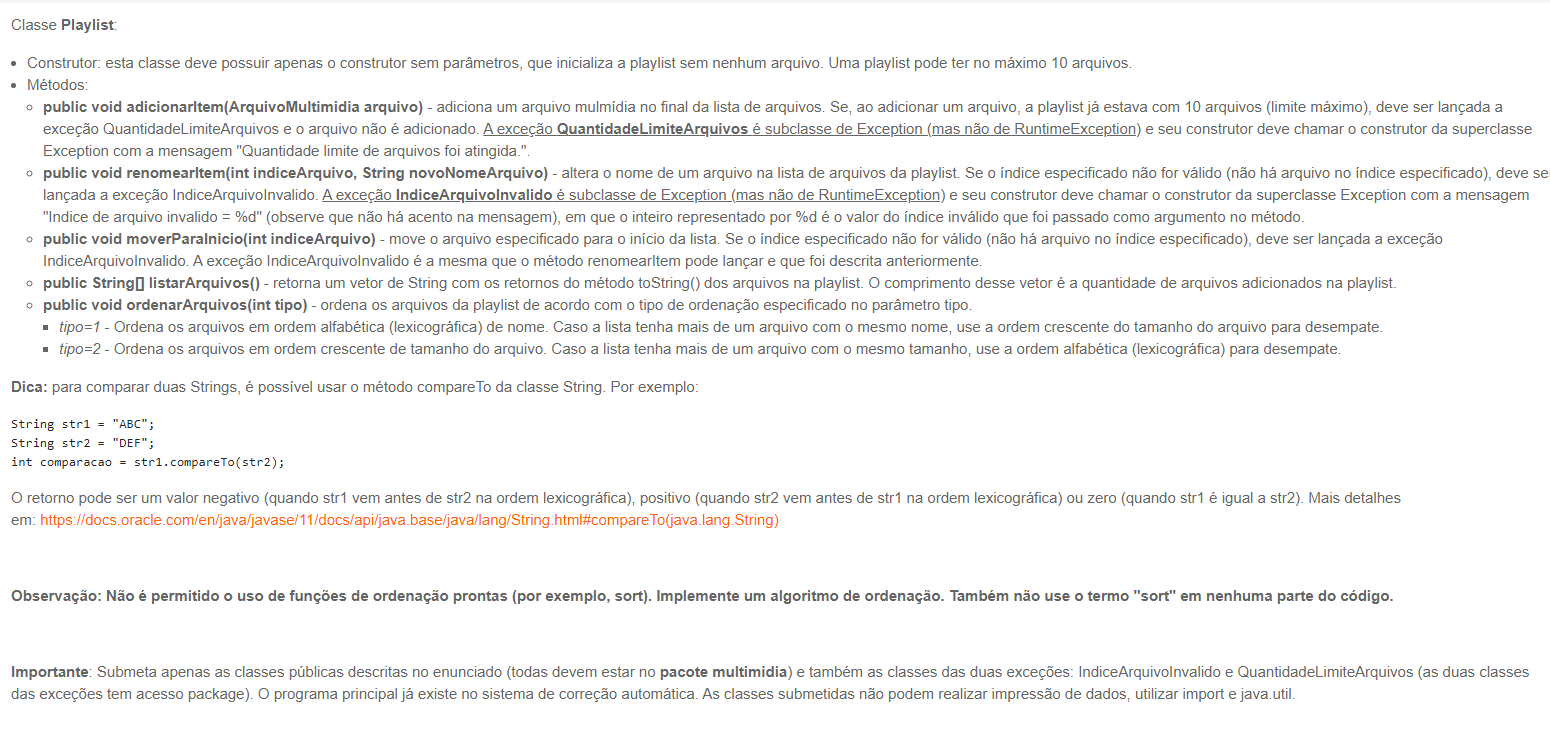 Classe Playlist:
• Construtor: esta classe deve possuir apenas o construtor sem parâmetros, que inicializa a playlist sem nenhum arquivo. Uma playlist pode ter no máximo 10 arquivos.
• Métodos:
○ public void adicionarItem(ArquivoMultimidia arquivo) - adiciona um arquivo mulmídia no final da lista de arquivos. Se, ao adicionar um arquivo, a playlist já estava com 10 arquivos (limite máximo), deve ser lançada a
exceção QuantidadeLimiteArquivos e o arquivo não é adicionado. A exceção QuantidadeLimiteArquivos é subclasse de Exception (mas não de RuntimeException) e seu construtor deve chamar o construtor da superclasse
Exception com a mensagem "Quantidade limite de arquivos foi atingida.".
○ public void renomearItem(int indiceArquivo, String novoNomeArquivo) - altera o nome de um arquivo na lista de arquivos da playlist. Se o índice especificado não for válido (não há arquivo no índice especificado), deve se
lançada a exceção IndiceArquivoInvalido. A exceção IndiceArquivoInvalido é subclasse de Exception (mas não de RuntimeException) e seu construtor deve chamar o construtor da superclasse Exception com a mensagem
"Indice de arquivo invalido = %d" (observe que não há acento na mensagem), em que o inteiro representado por %d é o valor do índice inválido que foi passado como argumento no método.
○ public void moverParaInicio(int indiceArquivo) - move o arquivo especificado para o início da lista. Se o índice especificado não for válido (não há arquivo no índice especificado), deve ser lançada a exceção
IndiceArquivoInvalido. A exceção IndiceArquivoInvalido é a mesma que o método renomearItem pode lançar e que foi descrita anteriormente.
○ public String[] listarArquivos() - retorna um vetor de String com os retornos do método toString() dos arquivos na playlist. O comprimento desse vetor é a quantidade de arquivos adicionados na playlist.
○ public void ordenarArquivos(int tipo) - ordena os arquivos da playlist de acordo com o tipo de ordenação especificado no parâmetro tipo.
▪ tipo=1 - Ordena os arquivos em ordem alfabética (lexicográfica) de nome. Caso a lista tenha mais de um arquivo com o mesmo nome, use a ordem crescente do tamanho do arquivo para desempate.
▪ tipo=2 - Ordena os arquivos em ordem crescente de tamanho do arquivo. Caso a lista tenha mais de um arquivo com o mesmo tamanho, use a ordem alfabética (lexicográfica) para desempate.
Dica: para comparar duas Strings, é possível usar o método compareTo da classe String. Por exemplo:
String str1 = "ABC";
String str2 = "DEF";
int comparacao = str1.compareTo(str2);
O retorno pode ser um valor negativo (quando str1 vem antes de str2 na ordem lexicográfica), positivo (quando str2 vem antes de str1 na ordem lexicográfica) ou zero (quando str1 é igual a str2). Mais detalhes
em: https://docs.oracle.com/en/java/javase/11/docs/api/java.base/java/lang/String.html#compareTo(java.lang.String)
Observação: Não é permitido o uso de funções de ordenação prontas (por exemplo, sort). Implemente um algoritmo de ordenação. Também não use o termo "sort" em nenhuma parte do código.
Importante: Submeta apenas as classes públicas descritas no enunciado (todas devem estar no pacote multimidia) e também as classes das duas exceções: IndiceArquivoInvalido e QuantidadeLimiteArquivos (as duas classes
das exceções tem acesso package). O programa principal já existe no sistema de correção automática. As classes submetidas não podem realizar impressão de dados, utilizar import e java.util.